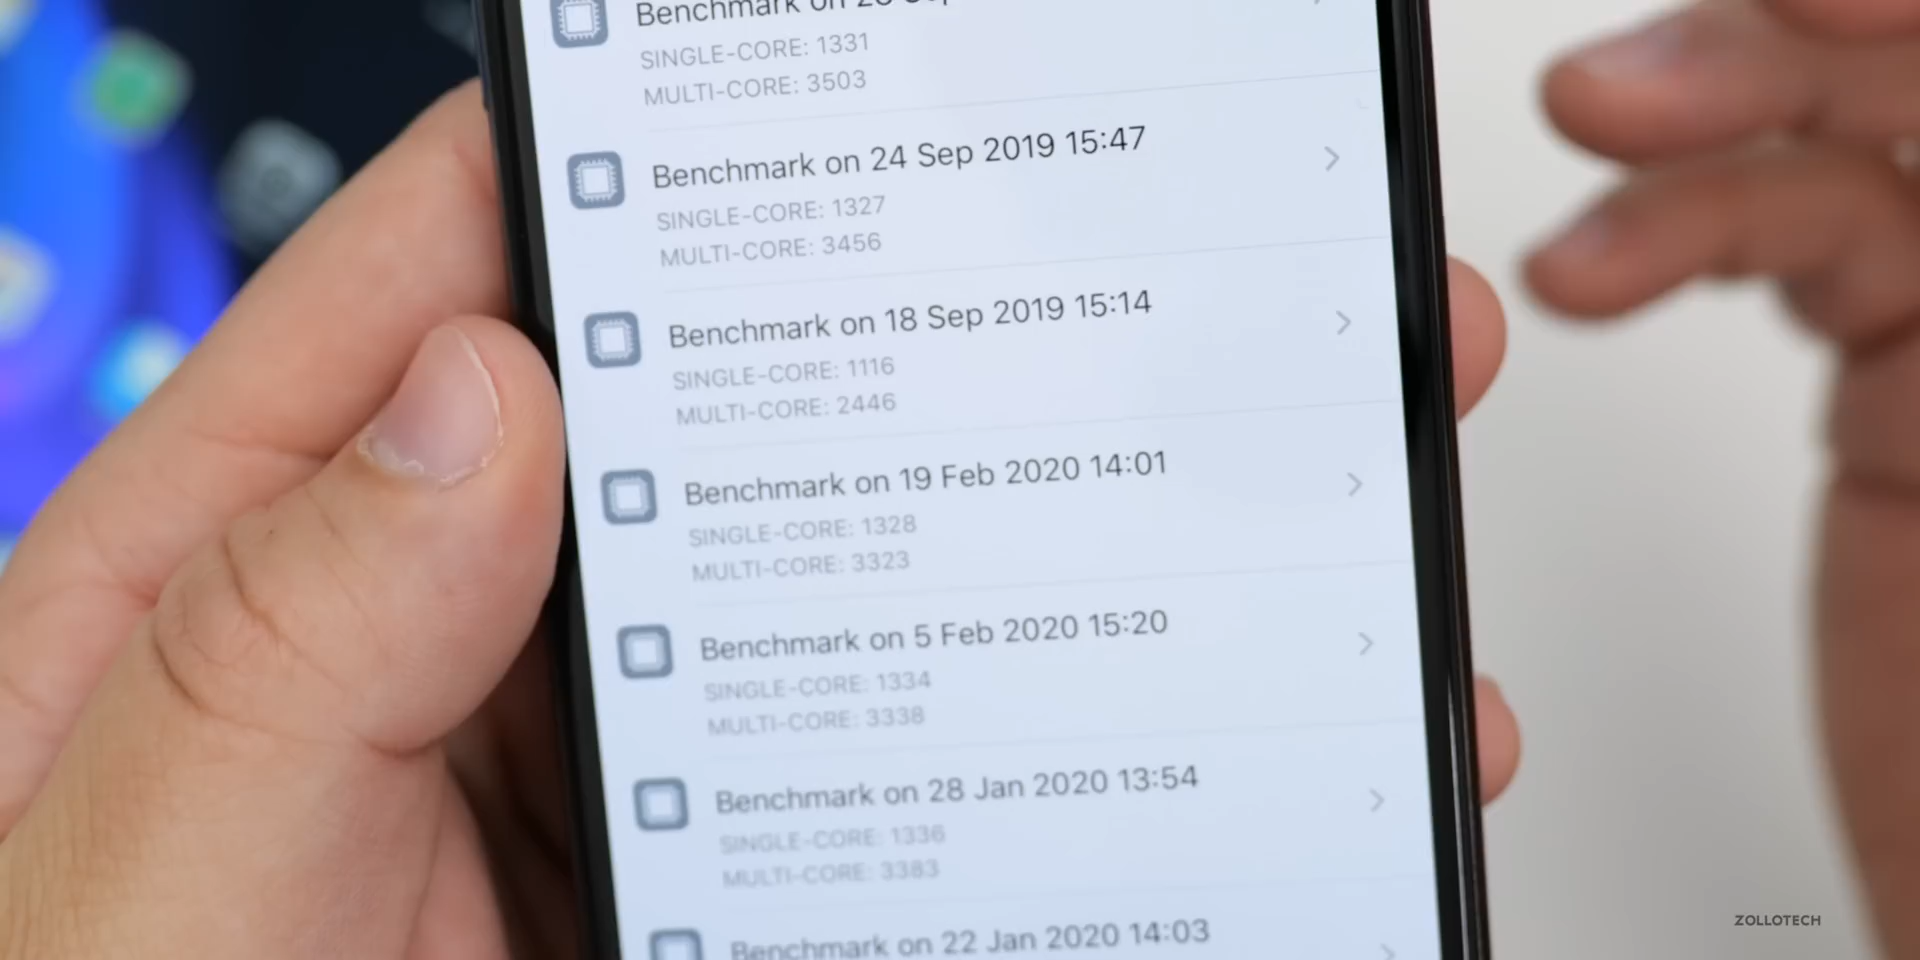 Benchmark on
SINGLE-CORE: 1331
MULTI-CORE: 3503
Benchmark on 24 Sep 2019 15:47
SINGLE-CORE: 1327
MULTI-CORE: 3456
Benchmark on 18 Sep 2019 15:14
SINGLE-CORE: 1116
MULTI-CORE: 2446
Benchmark on 19 Feb 2020 14:01
SINGLE-CORE: 1328
MULTI-CORE: 3323
Benchmark on 5 Feb 2020 15:20
SINGLE-CORE: 1334
MULTI-CORE: 3338
Benchmark on 28 Jan 2020 13:54
SINGLE-CORE: 1336
MULTI-CORE: 3383
Benchmark on 22 Jan 2020 14:03
ZOLLOTECH